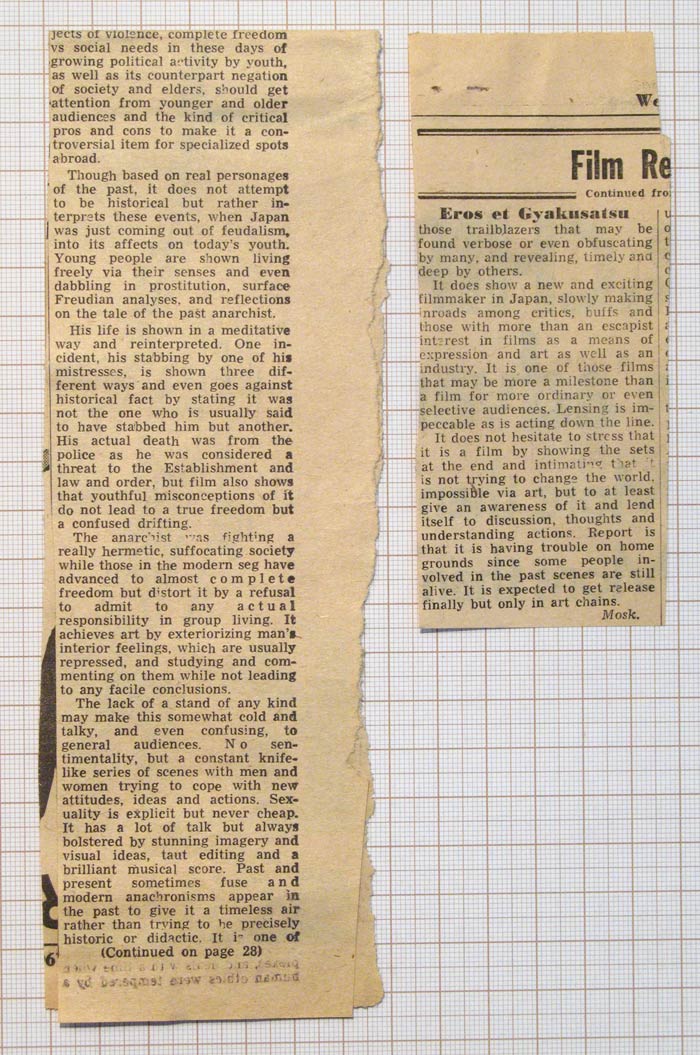 jects of violence, complete freedom
vs social needs in these days of
growing political activity by youth,
as well as its counterpart negation
of society and elders, should get
attention from younger and older
audiences and the kind of critical
pros and cons to make it a con-
troversial item for specialized spots
abroad.
Though based on real personages
of the past, it does not attempt
to be historical but rather in-
terprets these events, when Japan
was just coming out of feudalism,
into its affects on today's youth.
Young people are shown living
freely via their senses and even
dabbling in prostitution, surface
Freudian analyses, and reflections
on the tale of the past anarchist.
His life is shown in a meditative
way and reinterpreted. One in-
cident, his stabbing by one of his
mistresses, is shown three dif-
ferent ways and even goes against
historical fact by stating it was
not the one who is usually said
to have stabbed him but another.
His actual death was from the
police as he was considered a
threat to the Establishment and
law and order, but film also shows
that youthful misconceptions of it
do not lead to a true freedom but
a confused drifting.
The anarchist was fighting a
really hermetic, suffocating society
while those in the modern seg have
advanced to almost complete
freedom but distort it by a refusal
to admit to any actual
responsibility in group living. It
achieves art by exteriorizing man's
interior feelings, which are usually
repressed, and studying and com-
menting on them while not leading
to any facile conclusions.
The lack of a stand of any kind
may make this somewhat cold and
talky, and even confusing, to
general audiences. No sen-
timentality, but a constant knife-
like series of scenes with men and
women trying to cope with new
attitudes, ideas and actions. Sex-
uality is explicit but never cheap.
It has a lot of talk but always
bolstered by stunning imagery and
visual ideas, taut editing and a
brilliant musical score. Past and
present sometimes fuse and
modern anachronisms appear in
the past to give it a timeless air
rather than trying to be precisely
historic or didactic. It is one of
(Continued on page 28)
human ethics were tempered by a
We
Film Re
Continued fro
Eros et Gyakusatsu
those trailblazers that may be
found verbose or even obfuscating
by many, and revealing, timely and
deep by others.
It does show a new and exciting
filmmaker in Japan, slowly making
inroads among critics, buffs and
those with more than an escapist
interest in films as a means of
expression and art as well as an
industry. It is one of those films
that may be more a milestone than
a film for more ordinary or even
selective audiences. Lensing is im-
peccable as is acting down the line.
It does not hesitate to stress that
it is a film by showing the sets
at the end and intimating that it
is not trying to change the world,
impossible via art, but to at least
give an awareness of it and lend
itself to discussion, thoughts and
understanding actions. Report is
that it is having trouble on home
grounds since some people in-
volved in the past scenes are still
alive. It is expected to get release
finally but only in art chains.
Mosk.